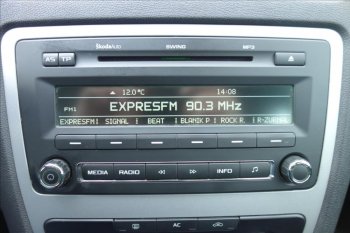 ŠkodaAuto SWING MP3
AS TP
12.0°C 14:08
FM1 EXPRESFM 90.3 MHz
EXPRESFM SIGNAL BEAT BLANIK P ROCK R. R-ZURNAL
MEDIA RADIO INFO
AC